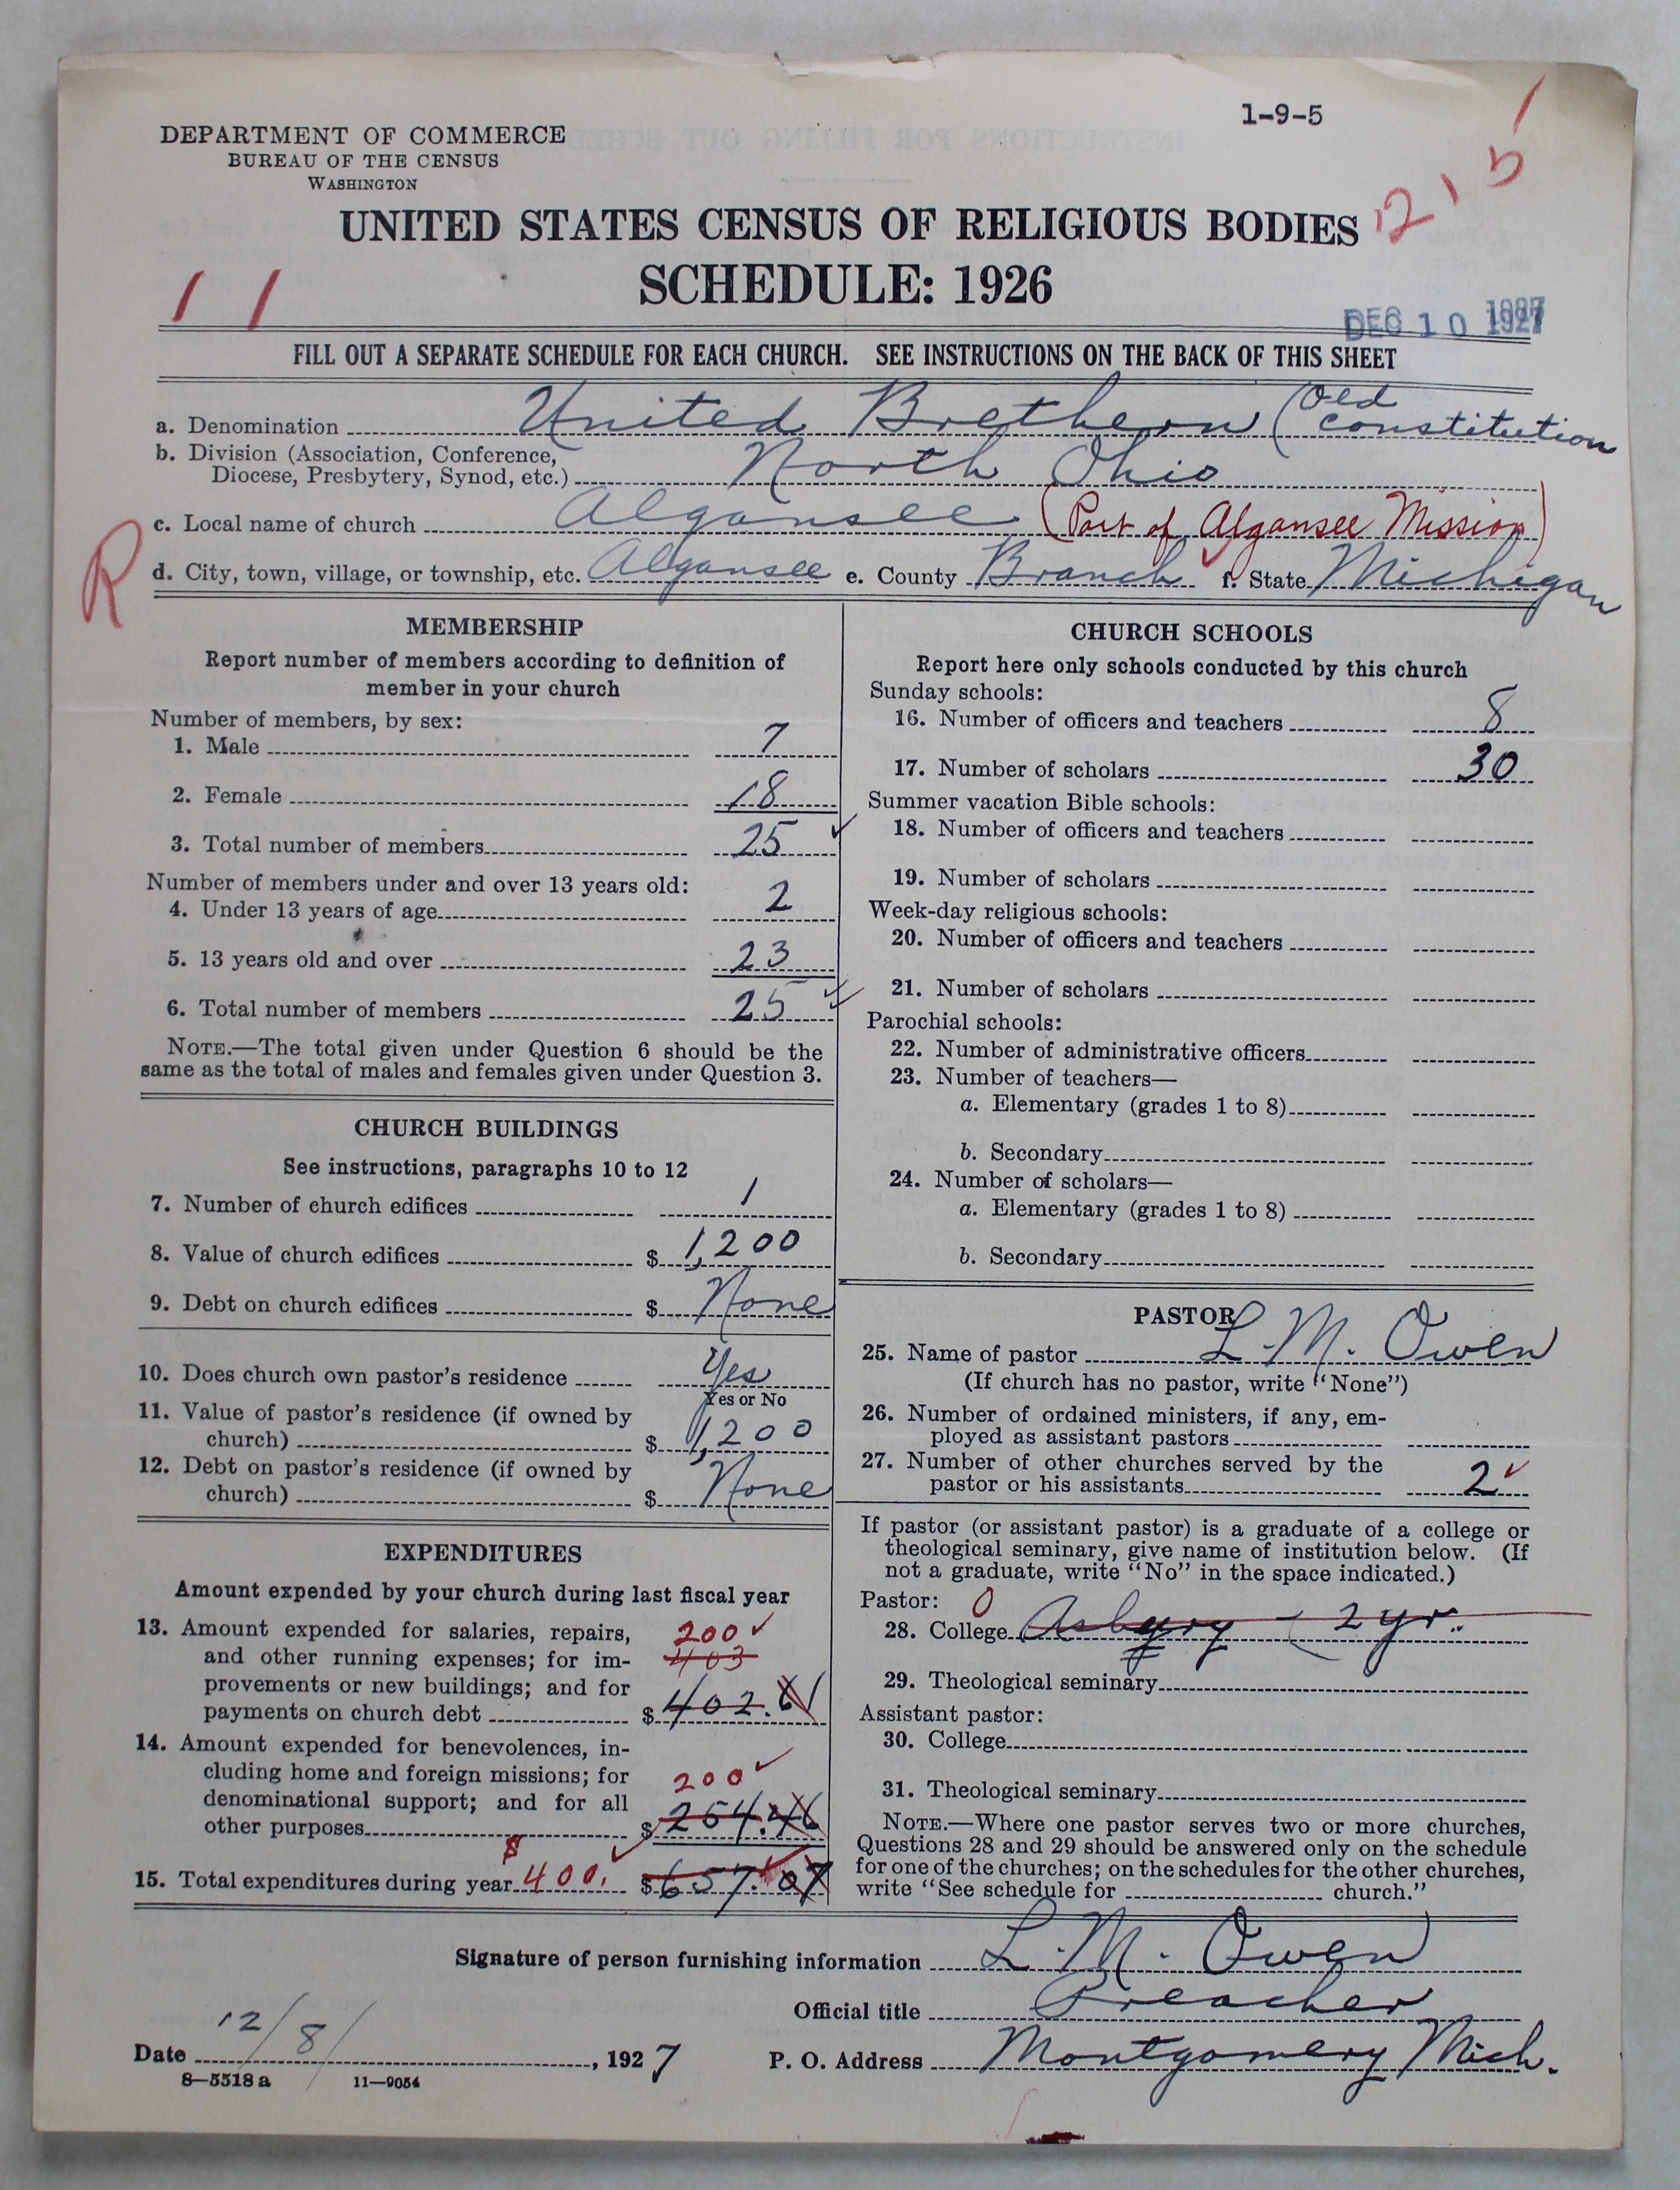 1-9-5
DEPARTMENT OF COMMERCE
BUREAU OF THE CENSUS
WASHINGTON
215
UNITED STATES CENSUS OF RELIGIOUS BODIES
SCHEDULE: 1926
1 1
DEC 10 1927
FILL OUT A SEPARATE SCHEDULE FOR EACH CHURCH. SEE INSTRUCTIONS ON THE BACK OF THIS SHEET
a. Denomination United Brethern (Old constitution
b. Division (Association, Conference,
Diocese, Presbytery, Synod, etc.) North Ohio
c. Local name of church Algansee (Part of Algansee Mission)
R
d. City, town, village, or township, etc. Algansee e. County Branch f. State Michigan
MEMBERSHIP
Report number of members according to definition of
member in your church
Number of members, by sex:
1. Male 7
2. Female 18
3. Total number of members 25
Number of members under and over 13 years old:
4. Under 13 years of age 2
5. 13 years old and over 23
6. Total number of members 25
NOTE.—The total given under Question 6 should be the
same as the total of males and females given under Question 3.
CHURCH BUILDINGS
See instructions, paragraphs 10 to 12
7. Number of church edifices 1
8. Value of church edifices $ 1,200
9. Debt on church edifices $ None
10. Does church own pastor's residence Yes
Yes or No
11. Value of pastor's residence (if owned by
church) $ 1,200
12. Debt on pastor's residence (if owned by
church) $ None
EXPENDITURES
Amount expended by your church during last fiscal year
13. Amount expended for salaries, repairs, 200
and other running expenses; for im- 403
provements or new buildings; and for
payments on church debt $ 402.61
14. Amount expended for benevolences, in-
cluding home and foreign missions; for 200
denominational support; and for all
other purposes $ 254.46
15. Total expenditures during year $ 400. $ 657.07
CHURCH SCHOOLS
Report here only schools conducted by this church
Sunday schools:
16. Number of officers and teachers 8
17. Number of scholars 30
Summer vacation Bible schools:
18. Number of officers and teachers
19. Number of scholars
Week-day religious schools:
20. Number of officers and teachers
21. Number of scholars
Parochial schools:
22. Number of administrative officers
23. Number of teachers—
a. Elementary (grades 1 to 8)
b. Secondary
24. Number of scholars—
a. Elementary (grades 1 to 8)
b. Secondary
PASTOR
25. Name of pastor L. M. Owen
(If church has no pastor, write "None")
26. Number of ordained ministers, if any, em-
ployed as assistant pastors
27. Number of other churches served by the
pastor or his assistants 2
If pastor (or assistant pastor) is a graduate of a college or
theological seminary, give name of institution below. (If
not a graduate, write "No" in the space indicated.)
Pastor: 0
28. College Asbury - 2 yr.
29. Theological seminary
Assistant pastor:
30. College
31. Theological seminary
NOTE.—Where one pastor serves two or more churches,
Questions 28 and 29 should be answered only on the schedule
for one of the churches; on the schedules for the other churches,
write "See schedule for church."
Signature of person furnishing information L. M. Owen
Official title Preacher
Date 12/8/, 1927 P. O. Address Montgomery Mich.
8—5518 a 11—9054